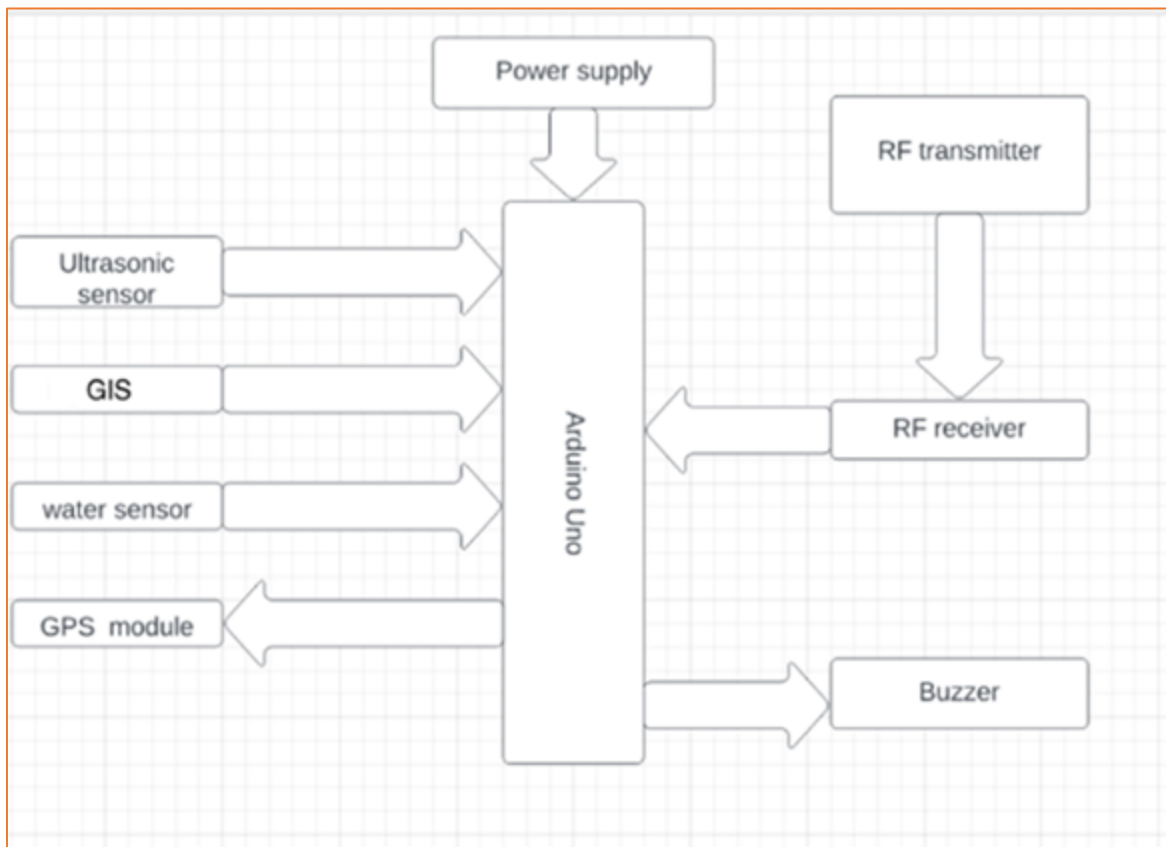 Power supply
RF transmitter
Ultrasonic
sensor
GIS
Arduino Uno
RF receiver
water sensor
GPS module
Buzzer